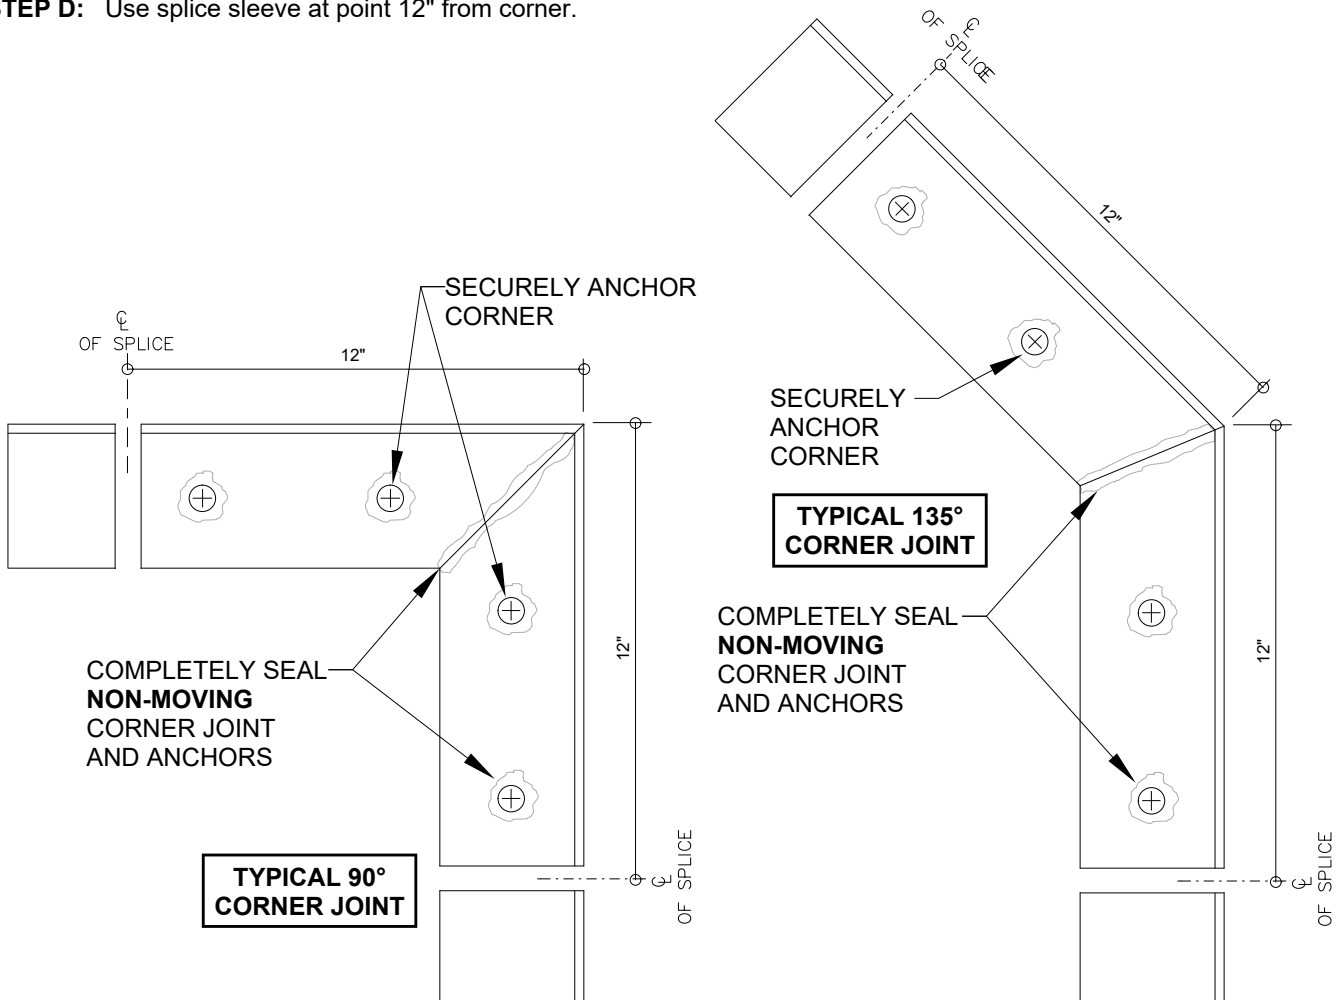 STEP D: Use splice sleeve at point 12" from corner.
℄
OF SPLICE
12"
SECURELY ANCHOR
CORNER
12"
COMPLETELY SEAL
NON-MOVING
CORNER JOINT
AND ANCHORS
TYPICAL 90°
CORNER JOINT
℄
OF SPLICE
℄
OF SPLICE
12"
SECURELY
ANCHOR
CORNER
TYPICAL 135°
CORNER JOINT
COMPLETELY SEAL
NON-MOVING
CORNER JOINT
AND ANCHORS
12"
℄
OF SPLICE